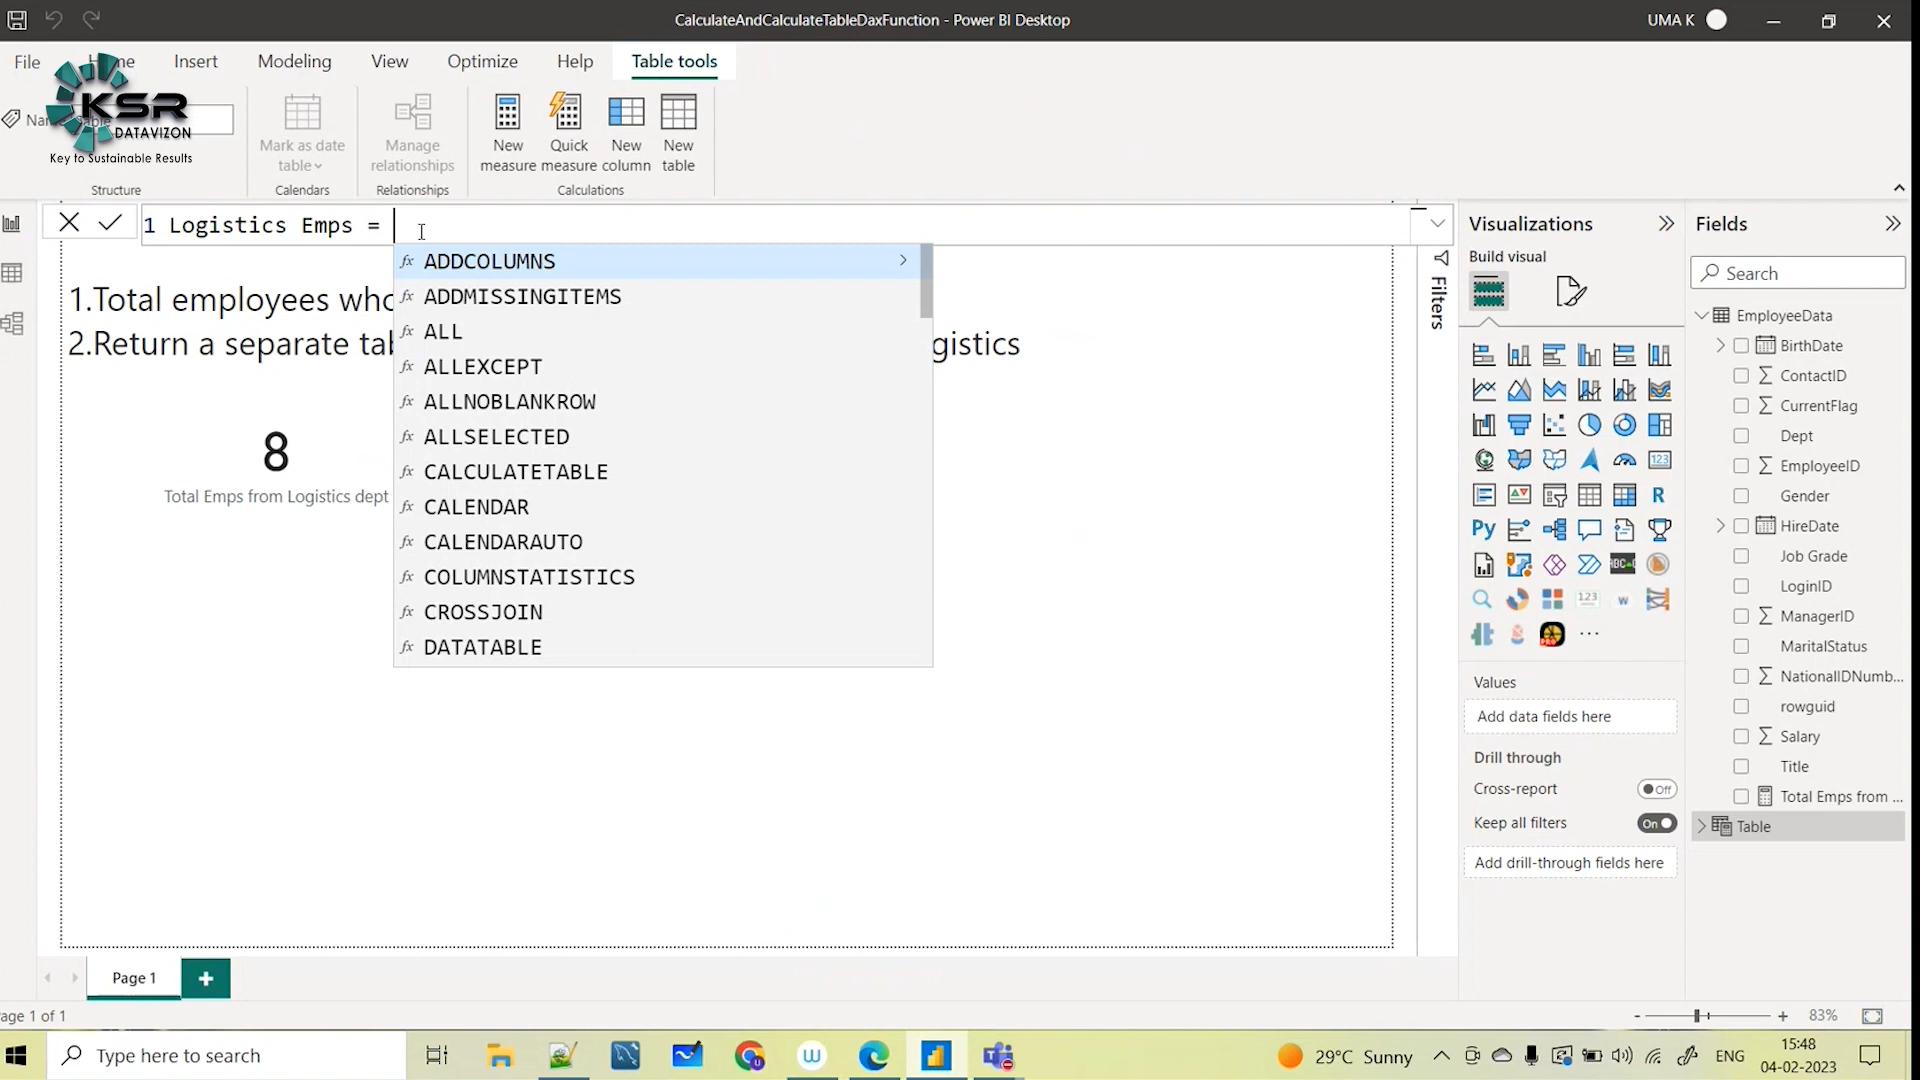 CalculateAndCalculateTableDaxFunction - Power BI Desktop
UMA K
File
Insert
Modeling
View
Optimize
Help
Table tools
KSR
DATAVIZON
Key to Sustainable Results
Mark as date
table
Manage
relationships
New
measure
Quick
measure
New
column
New
table
Structure
Calendars
Relationships
Calculations
1 Logistics Emps =
ADDCOLUMNS
ADDMISSINGITEMS
ALL
ALLEXCEPT
ALLNOBLANKROW
ALLSELECTED
CALCULATETABLE
CALENDAR
CALENDARAUTO
COLUMNSTATISTICS
CROSSJOIN
DATATABLE
1.Total employees
2.Return a separate
8
Total Emps from Logistics dept
Filters
Visualizations
Build visual
Values
Add data fields here
Drill through
Cross-report
Off
Keep all filters
On
Add drill-through fields here
Fields
Search
EmployeeData
BirthDate
ContactID
CurrentFlag
Dept
EmployeeID
Gender
HireDate
Job Grade
LoginID
ManagerID
MaritalStatus
NationalIDNumb...
rowguid
Salary
Title
Total Emps from ...
Table
Page 1
age 1 of 1
83%
Type here to search
29°C Sunny
ENG
15:48
04-02-2023